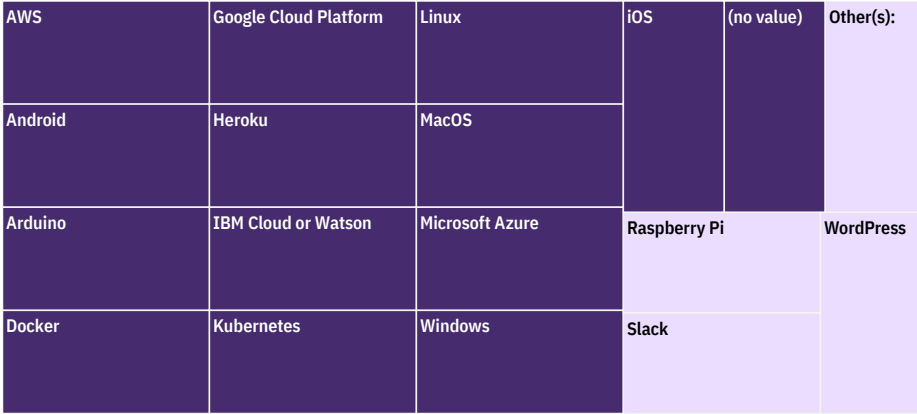 AWS
Google Cloud Platform
Linux
iOS
(no value)
Other(s):
Android
Heroku
MacOS
Arduino
IBM Cloud or Watson
Microsoft Azure
Raspberry Pi
WordPress
Docker
Kubernetes
Windows
Slack